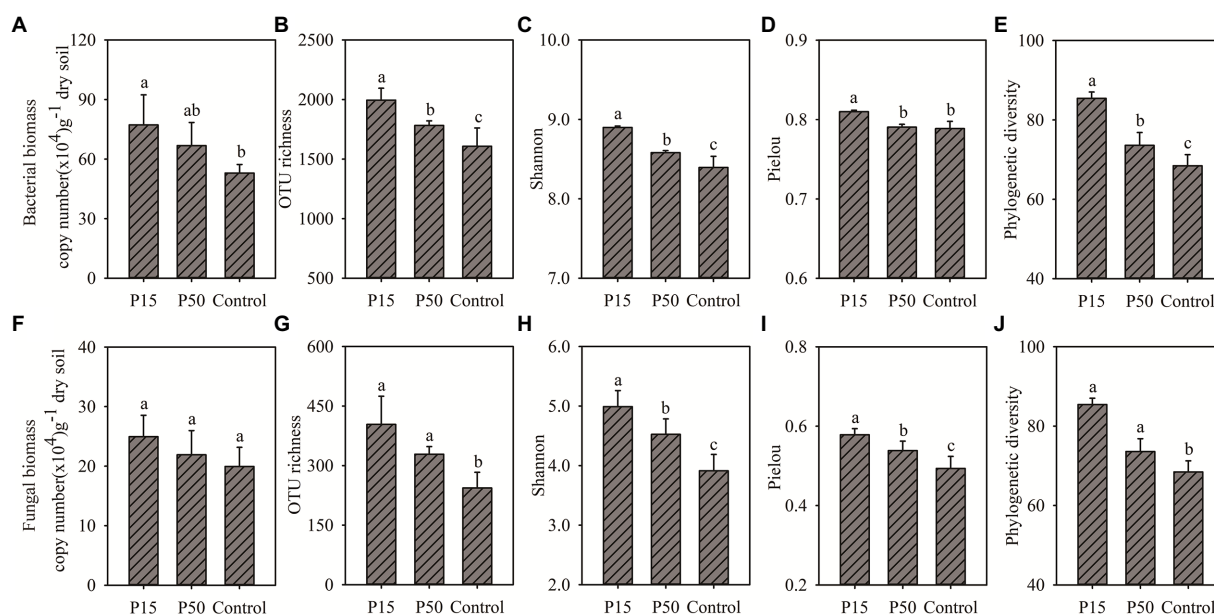 A
Bacterial biomass
copy number(x10⁴)g⁻¹ dry soil
120
90
60
30
0
a
ab
b
P15 P50 Control
B
OTU richness
2500
2000
1500
1000
500
a
b
c
P15 P50 Control
C
Shannon
10.0
9.0
8.0
7.0
a
b
c
P15 P50 Control
D
Pielou
0.9
0.8
0.7
0.6
a
b
b
P15 P50 Control
E
Phylogenetic diversity
100
80
60
40
a
b
c
P15 P50 Control
F
Fungal biomass
copy number(x10⁴)g⁻¹ dry soil
40
30
20
10
0
a
a
a
P15 P50 Control
G
OTU richness
600
450
300
150
0
a
a
b
P15 P50 Control
H
Shannon
6.0
5.0
4.0
3.0
2.0
a
b
c
P15 P50 Control
I
Pielou
0.8
0.6
0.4
0.2
a
b
c
P15 P50 Control
J
Phylogenetic diversity
100
80
60
40
a
a
b
P15 P50 Control